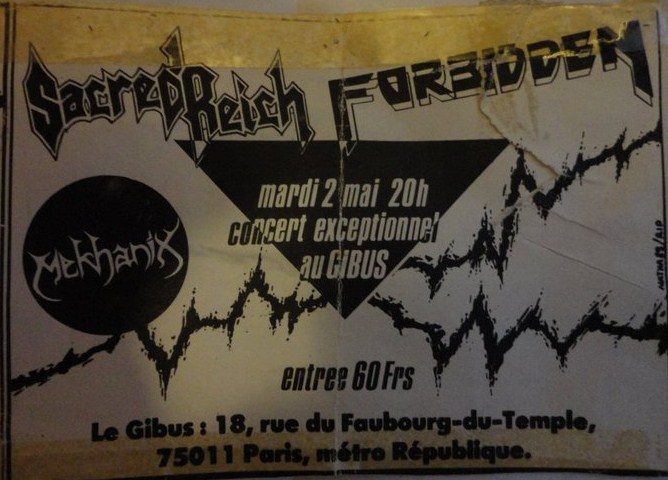 Sacred Reich FORBIDDEN
mardi 2 mai 20h
concert exceptionnel
au GiBUS
Mekhanix
entree 60 Frs
Le Gibus : 18, rue du Faubourg-du-Temple,
75011 Paris, métro République.